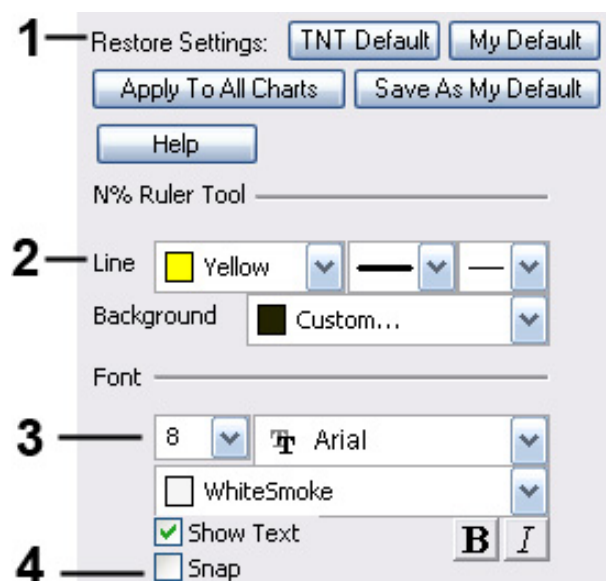 1 Restore Settings: TNT Default My Default
Apply To All Charts Save As My Default
Help
N% Ruler Tool
2 Line Yellow
Background Custom...
Font
3 8 Tr Arial
WhiteSmoke
Show Text B I
4 Snap